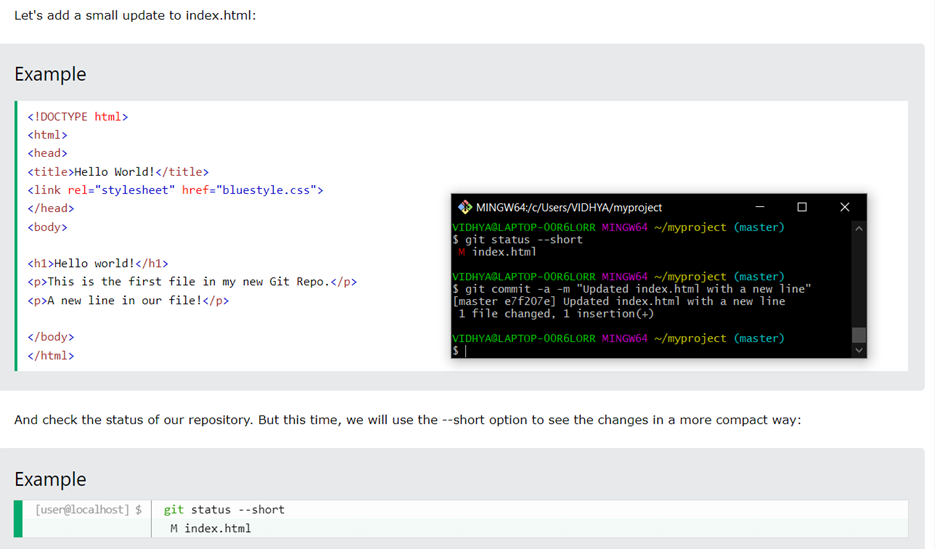 Let's add a small update to index.html:
Example
<!DOCTYPE html>
<html>
<head>
<title>Hello World!</title>
<link rel="stylesheet" href="bluestyle.css">
</head>
<body>
<h1>Hello world!</h1>
<p>This is the first file in my new Git Repo.</p>
<p>A new line in our file!</p>
</body>
</html>
MINGW64:/c/Users/VIDHYA/myproject
VIDHYA@LAPTOP-OOR6LORR MINGW64 ~/myproject (master)
$ git status --short
 M index.html
VIDHYA@LAPTOP-OOR6LORR MINGW64 ~/myproject (master)
$ git commit -a -m "Updated index.html with a new line"
[master e7f207e] Updated index.html with a new line
 1 file changed, 1 insertion(+)
VIDHYA@LAPTOP-OOR6LORR MINGW64 ~/myproject (master)
$
And check the status of our repository. But this time, we will use the --short option to see the changes in a more compact way:
Example
[user@localhost] $ git status --short
 M index.html